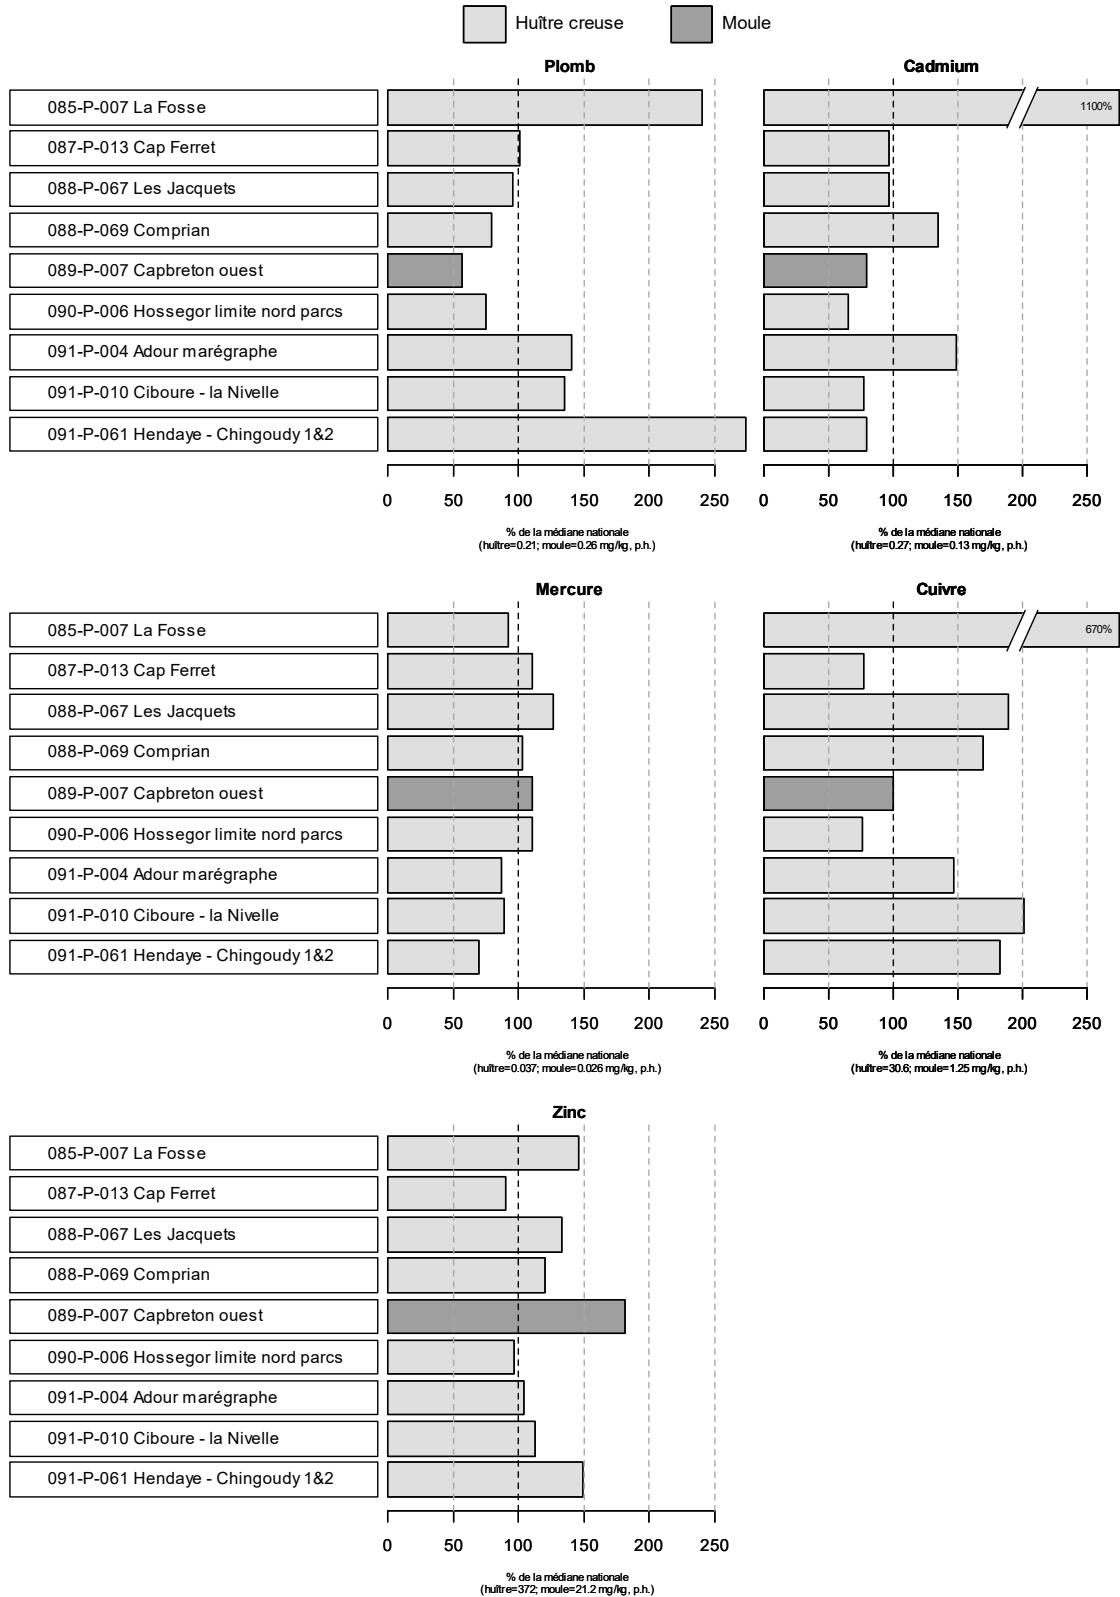 Huître creuse Moule
Plomb Cadmium
085-P-007 La Fosse 1100%
087-P-013 Cap Ferret
088-P-067 Les Jacquets
088-P-069 Comprian
089-P-007 Capbreton ouest
090-P-006 Hossegor limite nord parcs
091-P-004 Adour marégraphe
091-P-010 Ciboure - la Nivelle
091-P-061 Hendaye - Chingoudy 1&2
0 50 100 150 200 250 0 50 100 150 200 250
% de la médiane nationale % de la médiane nationale
(huître=0.21; moule=0.26 mg/kg, p.h.) (huître=0.27; moule=0.13 mg/kg, p.h.)
Mercure Cuivre
085-P-007 La Fosse 670%
087-P-013 Cap Ferret
088-P-067 Les Jacquets
088-P-069 Comprian
089-P-007 Capbreton ouest
090-P-006 Hossegor limite nord parcs
091-P-004 Adour marégraphe
091-P-010 Ciboure - la Nivelle
091-P-061 Hendaye - Chingoudy 1&2
0 50 100 150 200 250 0 50 100 150 200 250
% de la médiane nationale % de la médiane nationale
(huître=0.037; moule=0.026 mg/kg, p.h.) (huître=30.6; moule=1.25 mg/kg, p.h.)
Zinc
085-P-007 La Fosse
087-P-013 Cap Ferret
088-P-067 Les Jacquets
088-P-069 Comprian
089-P-007 Capbreton ouest
090-P-006 Hossegor limite nord parcs
091-P-004 Adour marégraphe
091-P-010 Ciboure - la Nivelle
091-P-061 Hendaye - Chingoudy 1&2
0 50 100 150 200 250
% de la médiane nationale
(huître=372; moule=21.2 mg/kg, p.h.)